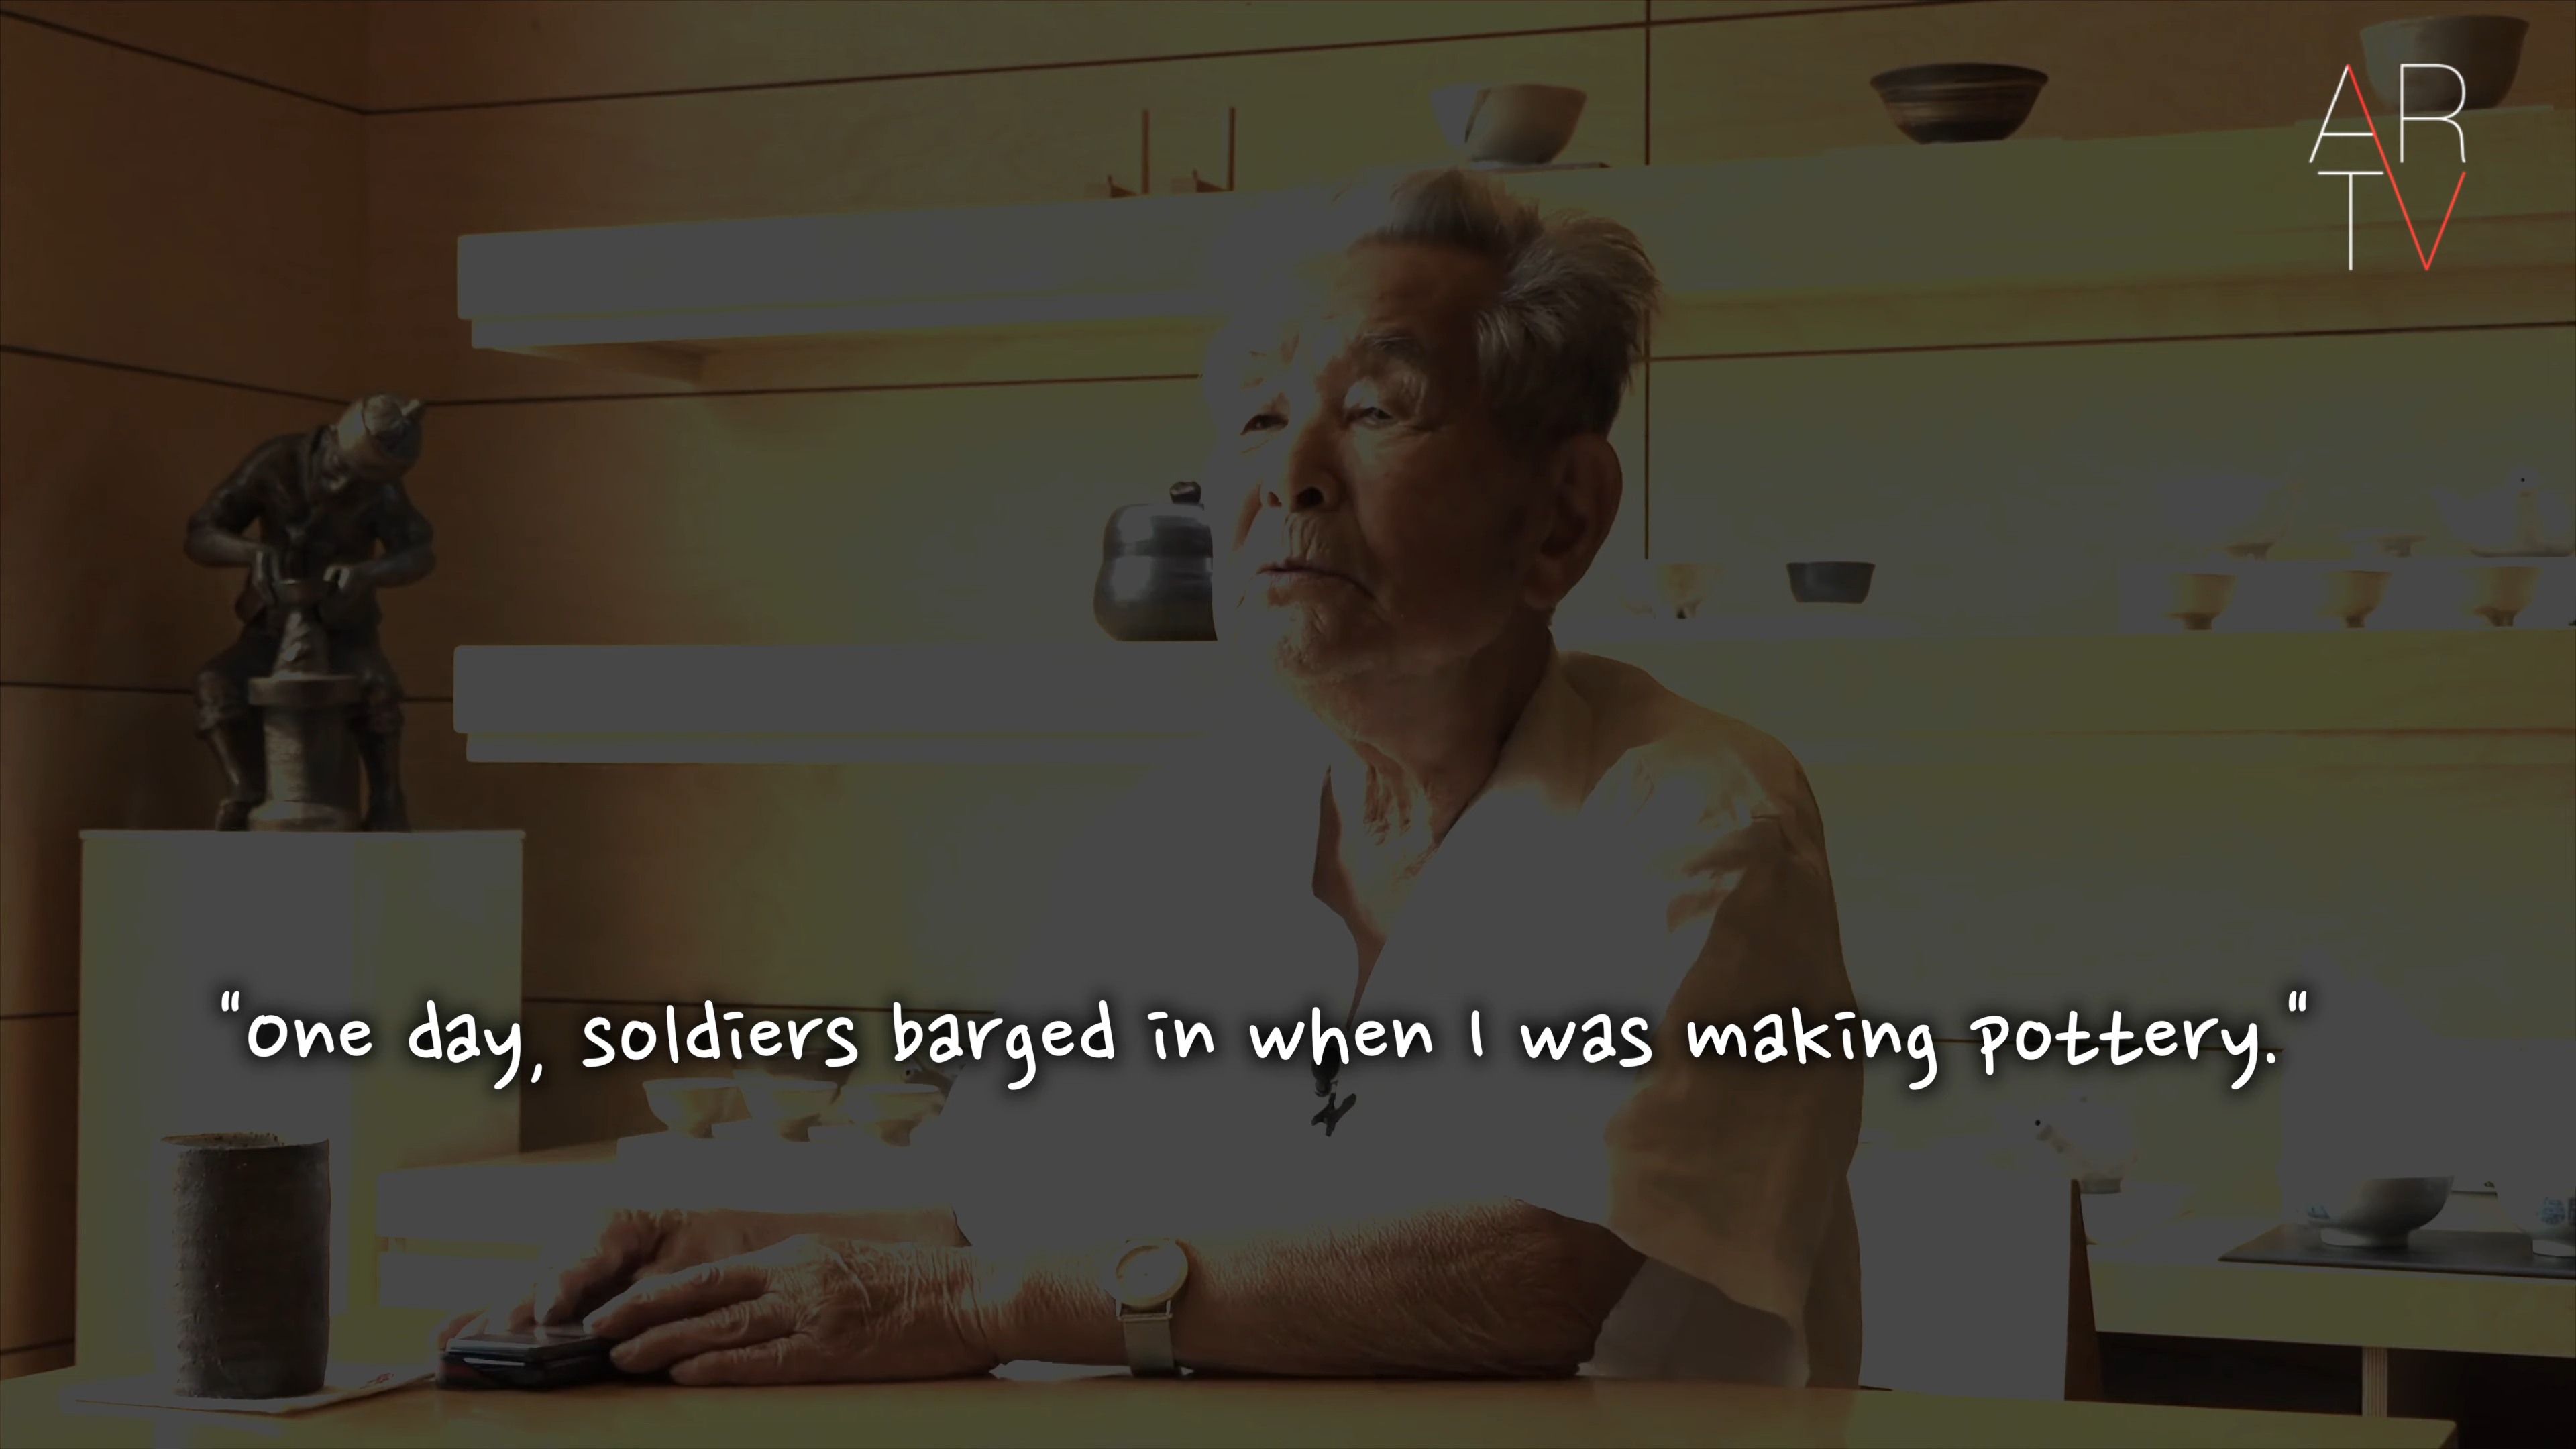 AR
TV
"one day, soldiers barged in when I was making pottery."